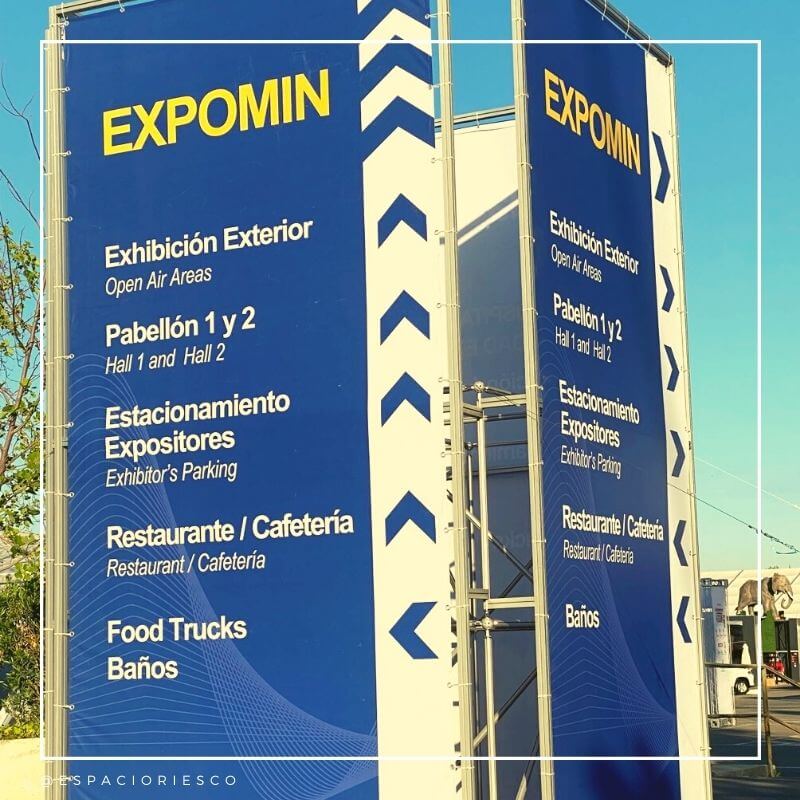 EXPOMIN
Exhibición Exterior
Open Air Areas
Pabellón 1 y 2
Hall 1 and Hall 2
Estacionamiento
Expositores
Exhibitor's Parking
Restaurante / Cafetería
Restaurant / Cafetería
Food Trucks
Baños
EXPOMIN
Exhibición Exterior
Open Air Areas
Pabellón 1 y 2
Hall 1 and Hall 2
Estacionamiento
Expositores
Exhibitor's Parking
Restaurante / Cafetería
Restaurant / Cafetería
Baños
@ESPACIORIESCO